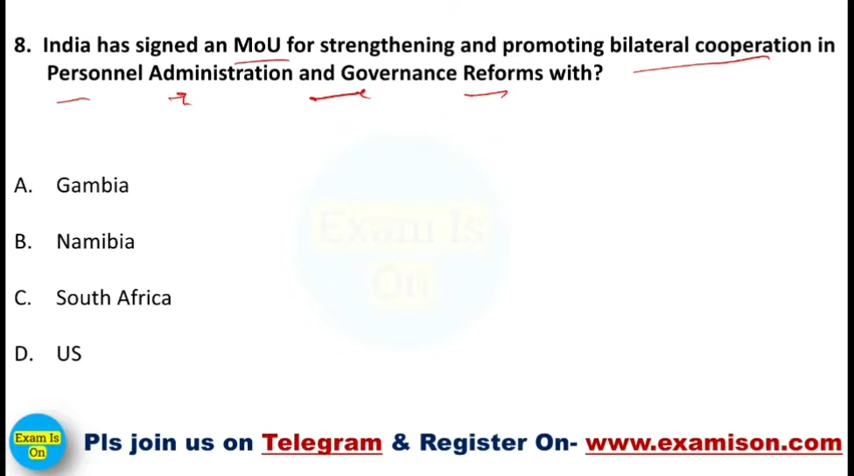 8. India has signed an MoU for strengthening and promoting bilateral cooperation in
Personnel Administration and Governance Reforms with?
A. Gambia
Exam Is
On
B. Namibia
C. South Africa
D. US
Exam Is
On
Pls join us on Telegram & Register On- www.examison.com